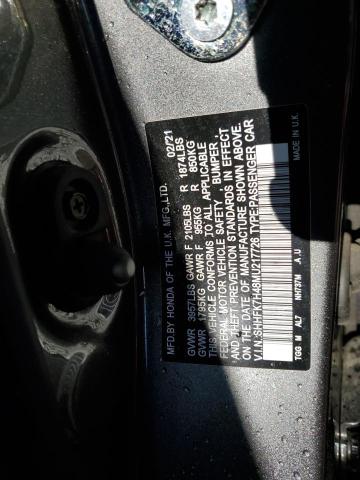 MFD.BY HONDA OF THE U.K. MFG.,LTD. 02/21
GVWR 3957LBS GAWR F 2105LBS R 1874LBS
GVWR 1795KG GAWR F 955KG R 850KG
THIS VEHICLE CONFORMS TO ALL APPLICABLE
FEDERAL MOTOR VEHICLE SAFETY , BUMPER ,
AND THEFT PREVENTION STANDARDS IN EFFECT
ON THE DATE OF MANUFACTURE SHOWN ABOVE.
V.I.N.SHHFK7H48MU217726 TYPE:PASSENGER CAR
TGG M AL7 NH737M A U MADE IN U.K.